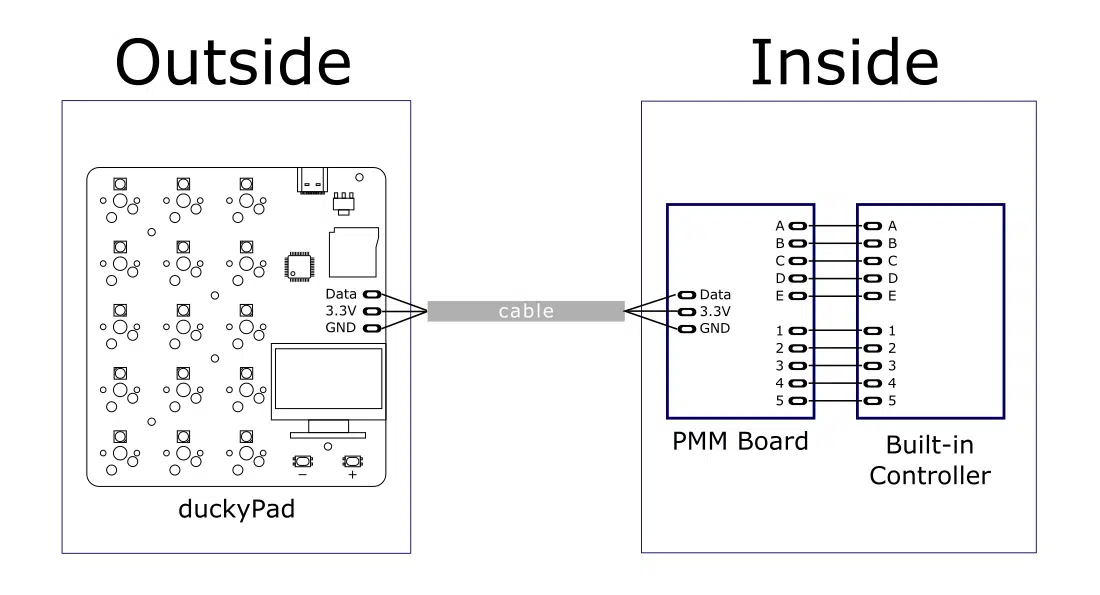 Outside
Inside
Data
3.3V
GND
− +
duckyPad
cable
Data
3.3V
GND
A
B
C
D
E
1
2
3
4
5
PMM Board
A
B
C
D
E
1
2
3
4
5
Built-in
Controller